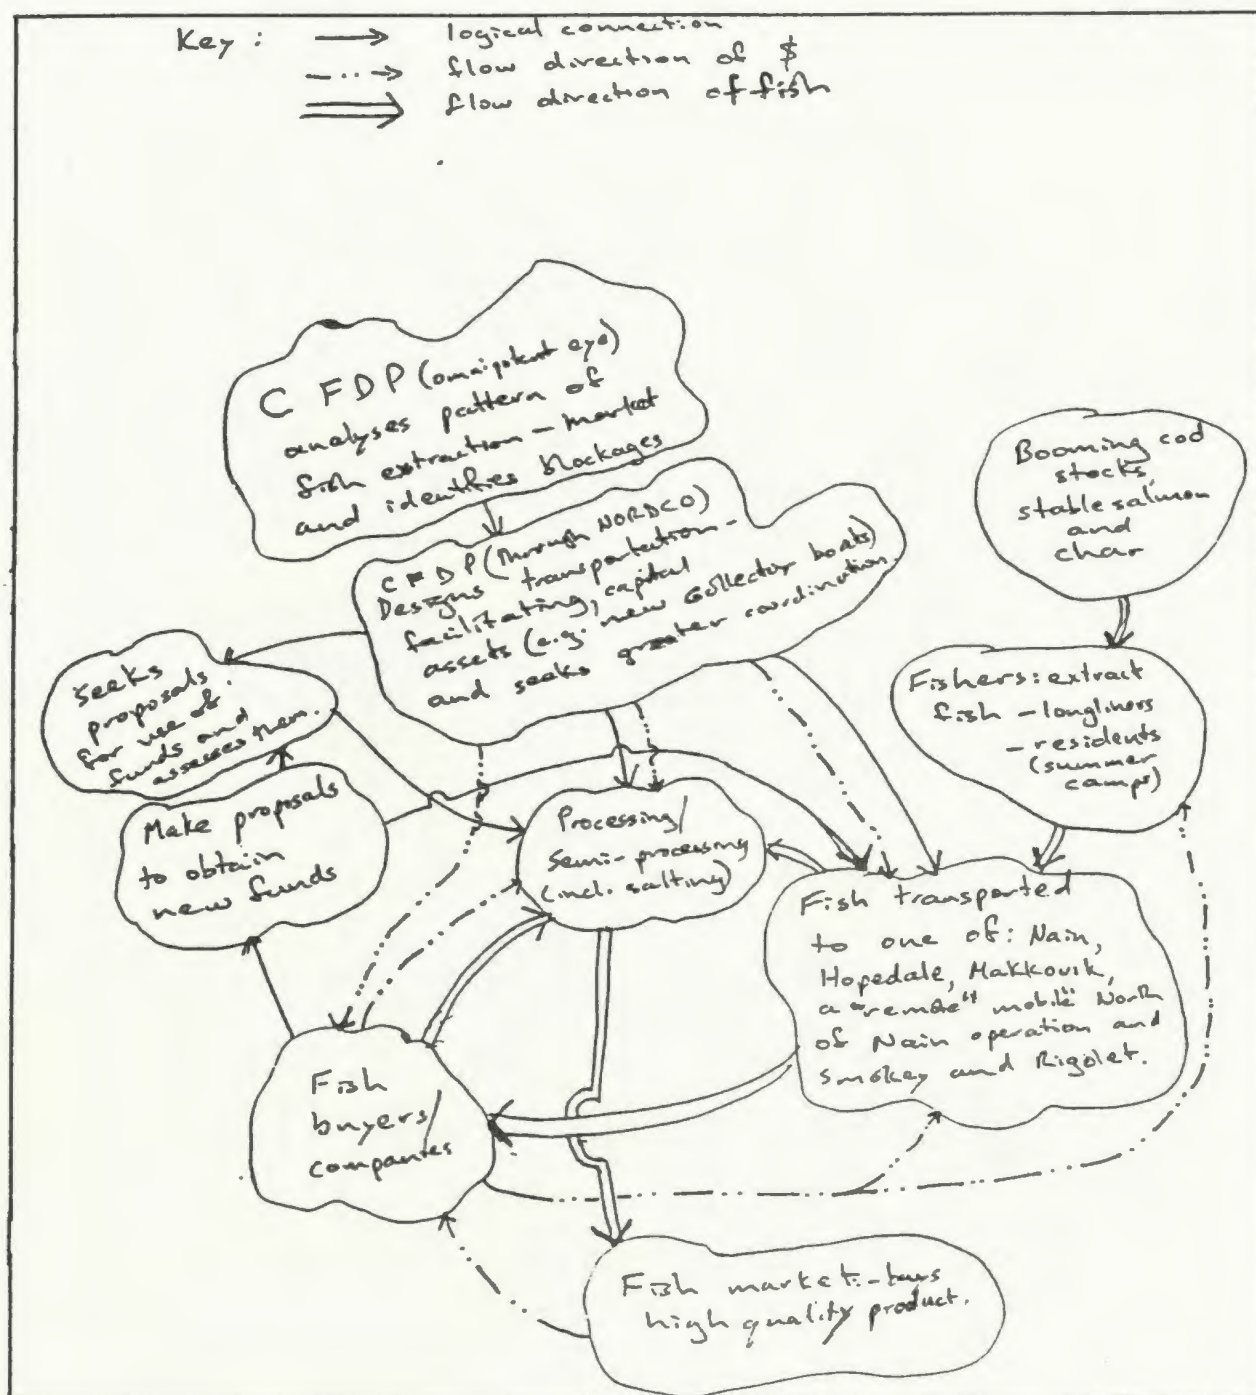 Key :
logical connection
flow direction of $
flow direction of fish
C FDP (omnipotent eye)
analyses pattern of
fish extraction - market
and identifies blockages
CFDP (through NORDCO)
Designs transportation-
facilitating, capital
assets (e.g. new collector boats)
and seeks greater coordination.
Booming cod
stocks,
stable salmon
and
char
Seeks
proposals
for use of
funds and
assesses them.
Fishers: extract
fish - longliners
- residents
(summer
camps)
Make proposals
to obtain
new funds
Processing/
Semi-processing
(incl. salting)
Fish transported
to one of: Nain,
Hopedale, Makkovik,
a "remote" "mobile" North
of Nain operation and
Smokey and Rigolet.
Fish
buyers/
companies
Fish market:- buys
high quality product.